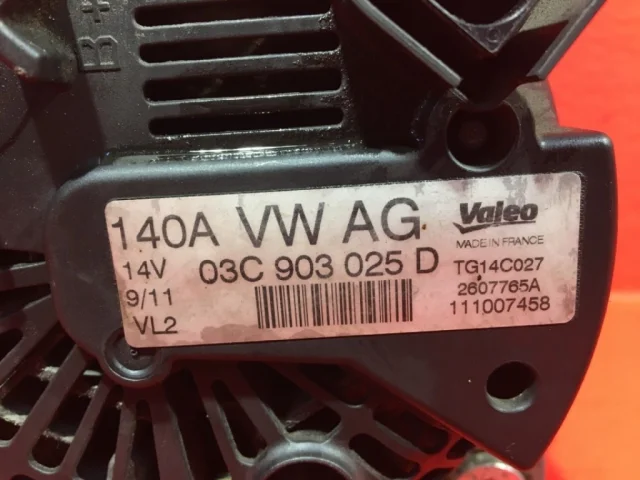 B+
140A VW AG
14V 03C 903 025 D
9/11
VL2
Valeo
MADE IN FRANCE
TG14C027
2607765A
111007458